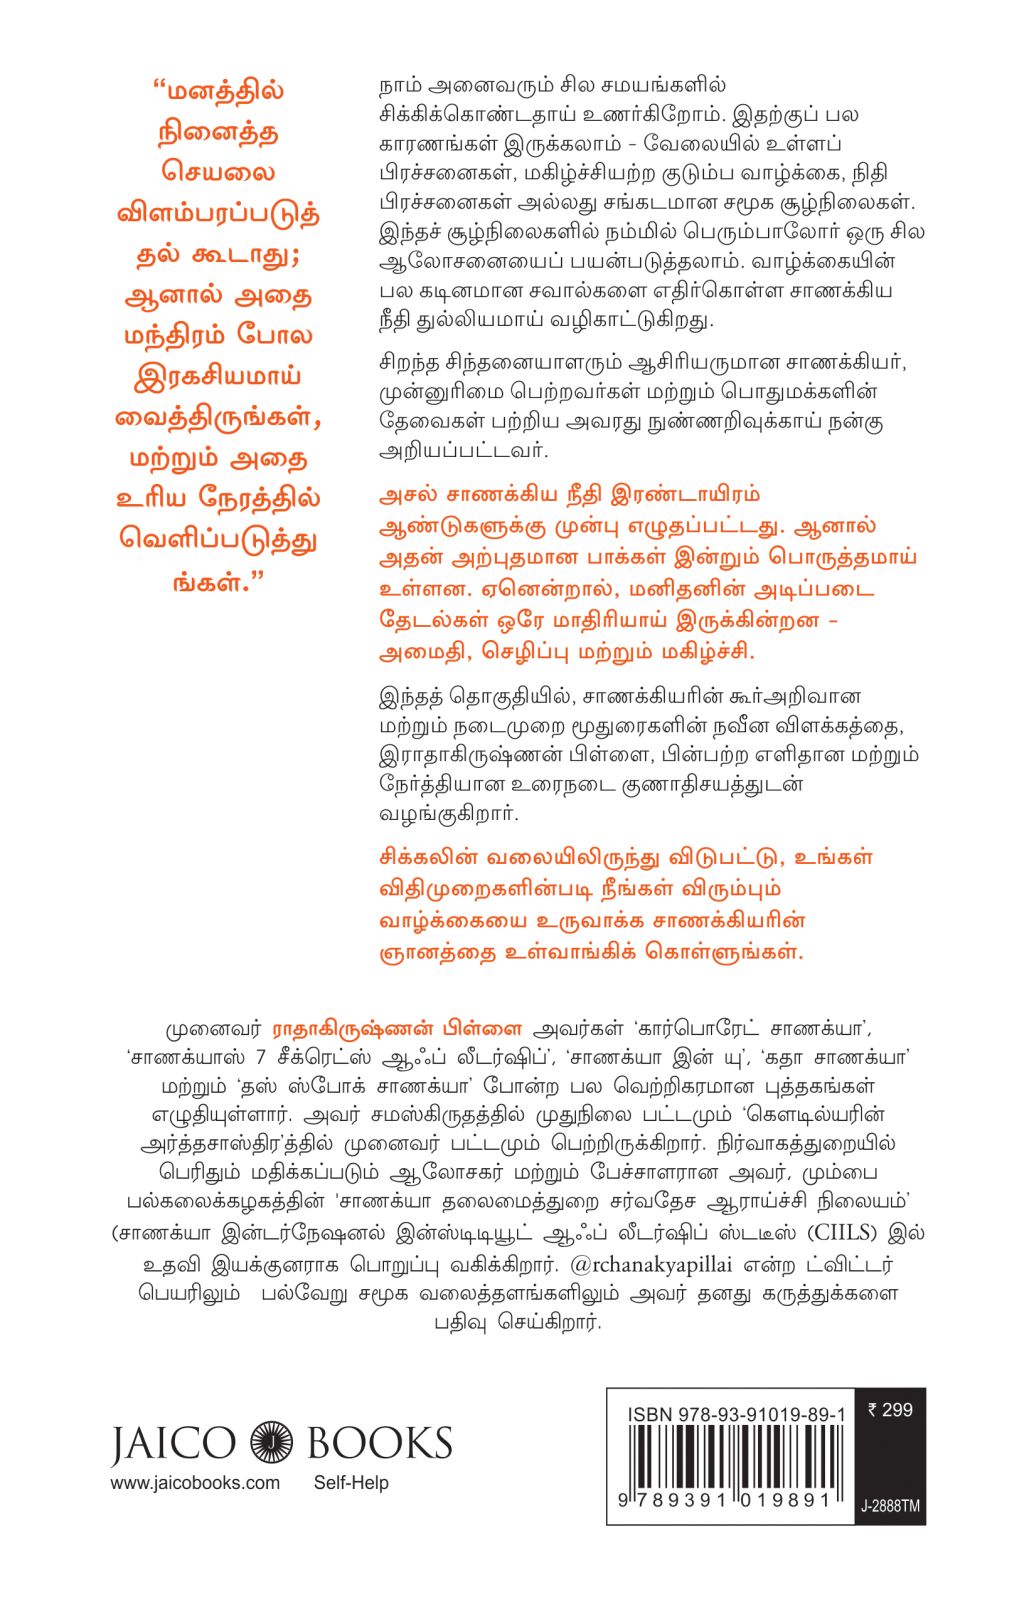 “மனத்தில்
நினைத்த
செயலை
விளம்பரப்படுத்
தல் கூடாது;
ஆனால் அதை
மந்திரம் போல
இரகசியமாய்
வைத்திருங்கள்,
மற்றும் அதை
உரிய நேரத்தில்
வெளிப்படுத்து
ங்கள்.”
நாம் அனைவரும் சில சமயங்களில்
சிக்கிக்கொண்டதாய் உணர்கிறோம். இதற்குப் பல
காரணங்கள் இருக்கலாம் – வேலையில் உள்ளப்
பிரச்சனைகள், மகிழ்ச்சியற்ற குடும்ப வாழ்க்கை, நிதி
பிரச்சனைகள் அல்லது சங்கடமான சமூக சூழ்நிலைகள்.
இந்தச் சூழ்நிலைகளில் நம்மில் பெரும்பாலோர் ஒரு சில
ஆலோசனையைப் பயன்படுத்தலாம். வாழ்க்கையின்
பல கடினமான சவால்களை எதிர்கொள்ள சாணக்கிய
நீதி துல்லியமாய் வழிகாட்டுகிறது.
சிறந்த சிந்தனையாளரும் ஆசிரியருமான சாணக்கியர்,
முன்னுரிமை பெற்றவர்கள் மற்றும் பொதுமக்களின்
தேவைகள் பற்றிய அவரது நுண்ணறிவுக்காய் நன்கு
அறியப்பட்டவர்.
அசல் சாணக்கிய நீதி இரண்டாயிரம்
ஆண்டுகளுக்கு முன்பு எழுதப்பட்டது. ஆனால்
அதன் அற்புதமான பாக்கள் இன்றும் பொருத்தமாய்
உள்ளன. ஏனென்றால், மனிதனின் அடிப்படை
தேடல்கள் ஒரே மாதிரியாய் இருக்கின்றன –
அமைதி, செழிப்பு மற்றும் மகிழ்ச்சி.
இந்தத் தொகுதியில், சாணக்கியரின் கூர்அறிவான
மற்றும் நடைமுறை மூதுரைகளின் நவீன விளக்கத்தை,
இராதாகிருஷ்ணன் பிள்ளை, பின்பற்ற எளிதான மற்றும்
நேர்த்தியான உரைநடை குணாதிசயத்துடன்
வழங்குகிறார்.
சிக்கலின் வலையிலிருந்து விடுபட்டு, உங்கள்
விதிமுறைகளின்படி நீங்கள் விரும்பும்
வாழ்க்கையை உருவாக்க சாணக்கியரின்
ஞானத்தை உள்வாங்கிக் கொள்ளுங்கள்.
முனைவர் ராதாகிருஷ்ணன் பிள்ளை அவர்கள் ‘கார்பொரேட் சாணக்யா’,
‘சாணக்யாஸ் 7 சீக்ரெட்ஸ் ஆஃப் லீடர்ஷிப்’, ‘சாணக்யா இன் யு’, ‘கதா சாணக்யா’
மற்றும் ‘தஸ் ஸ்போக் சாணக்யா’ போன்ற பல வெற்றிகரமான புத்தகங்கள்
எழுதியுள்ளார். அவர் சமஸ்கிருதத்தில் முதுநிலை பட்டமும் ‘கௌடில்யரின்
அர்த்தசாஸ்திர’த்தில் முனைவர் பட்டமும் பெற்றிருக்கிறார். நிர்வாகத்துறையில்
பெரிதும் மதிக்கப்படும் ஆலோசகர் மற்றும் பேச்சாளரான அவர், மும்பை
பல்கலைக்கழகத்தின் 'சாணக்யா தலைமைத்துறை சர்வதேச ஆராய்ச்சி நிலையம்’
(சாணக்யா இன்டர்நேஷனல் இன்ஸ்டிடியூட் ஆஃப் லீடர்ஷிப் ஸ்டடீஸ் (CIILS) இல்
உதவி இயக்குனராக பொறுப்பு வகிக்கிறார். @rchanakyapillai என்ற ட்விட்டர்
பெயரிலும் பல்வேறு சமூக வலைத்தளங்களிலும் அவர் தனது கருத்துக்களை
பதிவு செய்கிறார்.
JAICO J BOOKS
www.jaicobooks.com Self-Help
ISBN 978-93-91019-89-1
9 789391 019891
₹ 299
J-2888TM